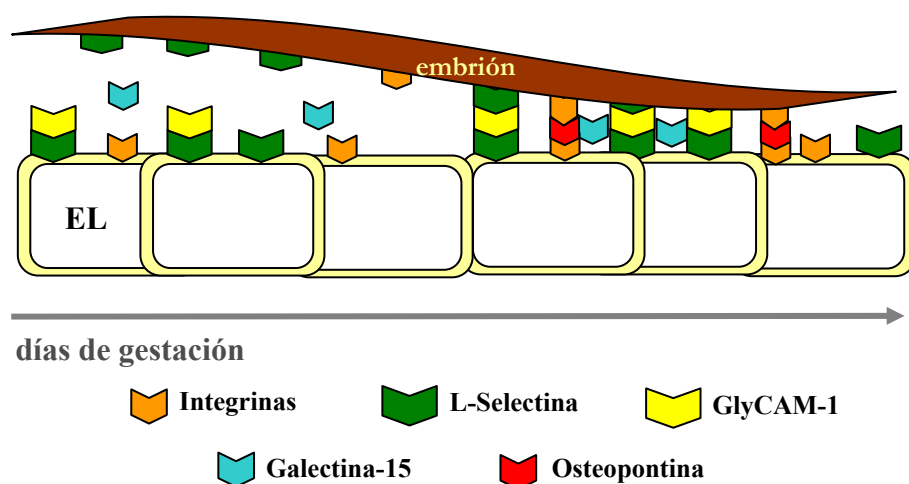 embrión
EL
días de gestación
Integrinas L-Selectina GlyCAM-1
Galectina-15 Osteopontina